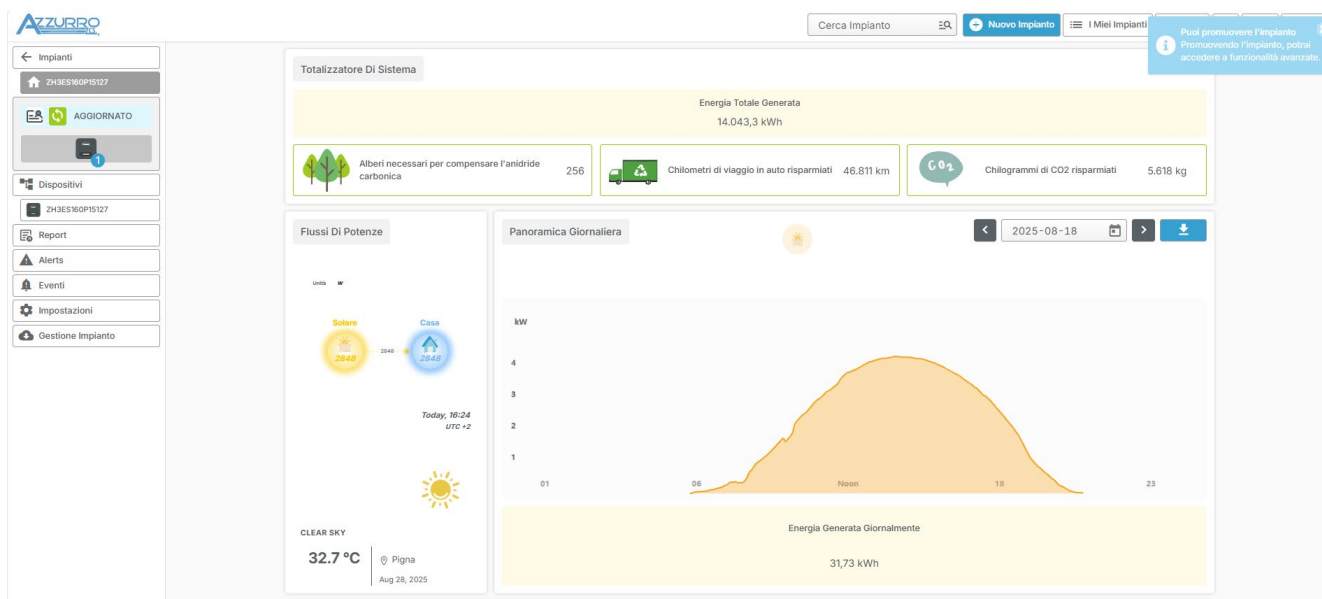 AZZURRO
Cerca Impianto
Nuovo Impianto
I Miei Impianti
Puoi promuovere l'impianto
Promuovendo l'impianto, potrai
accedere a funzionalità avanzate.
Impianti
ZH3ES160P15127
AGGIORNATO
1
Dispositivi
ZH3ES160P15127
Report
Alerts
Eventi
Impostazioni
Gestione Impianto
Totalizzatore Di Sistema
Energia Totale Generata
14.043,3 kWh
Alberi necessari per compensare l'anidride
carbonica
256
Chilometri di viaggio in auto risparmiati
46.811 km
CO2
Chilogrammi di CO2 risparmiati
5.618 kg
Flussi Di Potenze
Unità W
Solare
Casa
2848
2848
2848
Today, 16:24
UTC +2
CLEAR SKY
32.7 °C
Pigna
Aug 28, 2025
Panoramica Giornaliera
2025-08-18
kW
4
3
2
1
01
06
Noon
18
23
Energia Generata Giornalmente
31,73 kWh